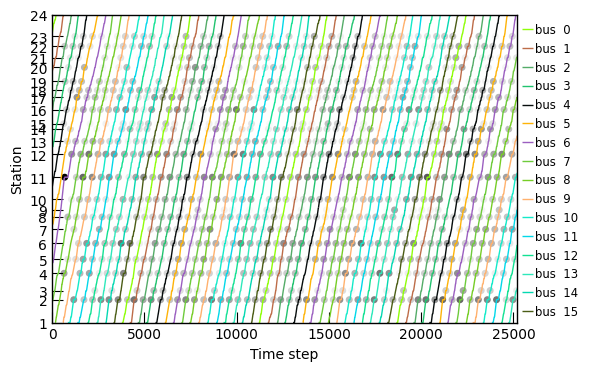 24
23
22
21
20
19
18
17
16
15
14
13
12
11
10
9
8
7
6
5
4
3
2
1
Station
0 5000 10000 15000 20000 25000
Time step
bus 0
bus 1
bus 2
bus 3
bus 4
bus 5
bus 6
bus 7
bus 8
bus 9
bus 10
bus 11
bus 12
bus 13
bus 14
bus 15